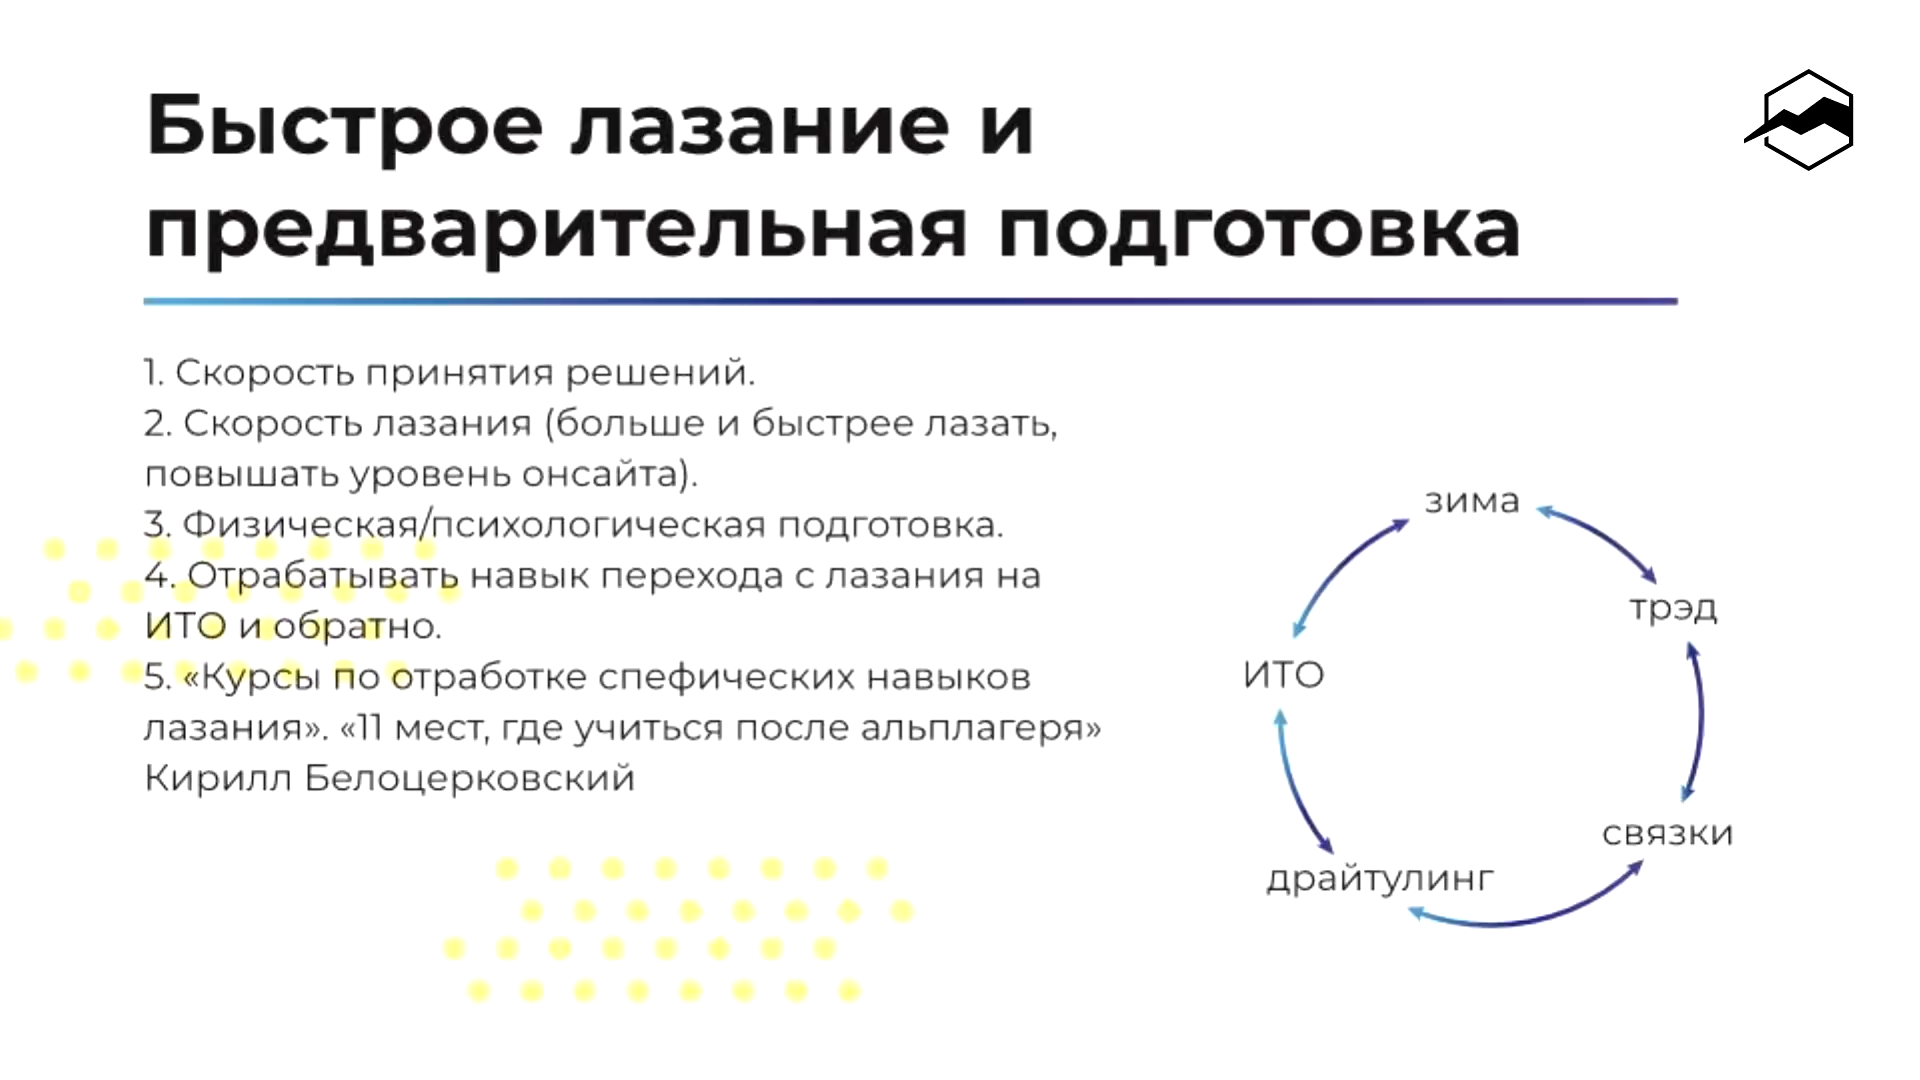 Быстрое лазание и
предварительная подготовка
1. Скорость принятия решений.
2. Скорость лазания (больше и быстрее лазать,
повышать уровень онсайта).
3. Физическая/психологическая подготовка.
4. Отрабатывать навык перехода с лазания на
ИТО и обратно.
5. «Курсы по отработке спефических навыков
лазания». «11 мест, где учиться после альплагеря»
Кирилл Белоцерковский
зима
трэд
ИТО
связки
драйтулинг